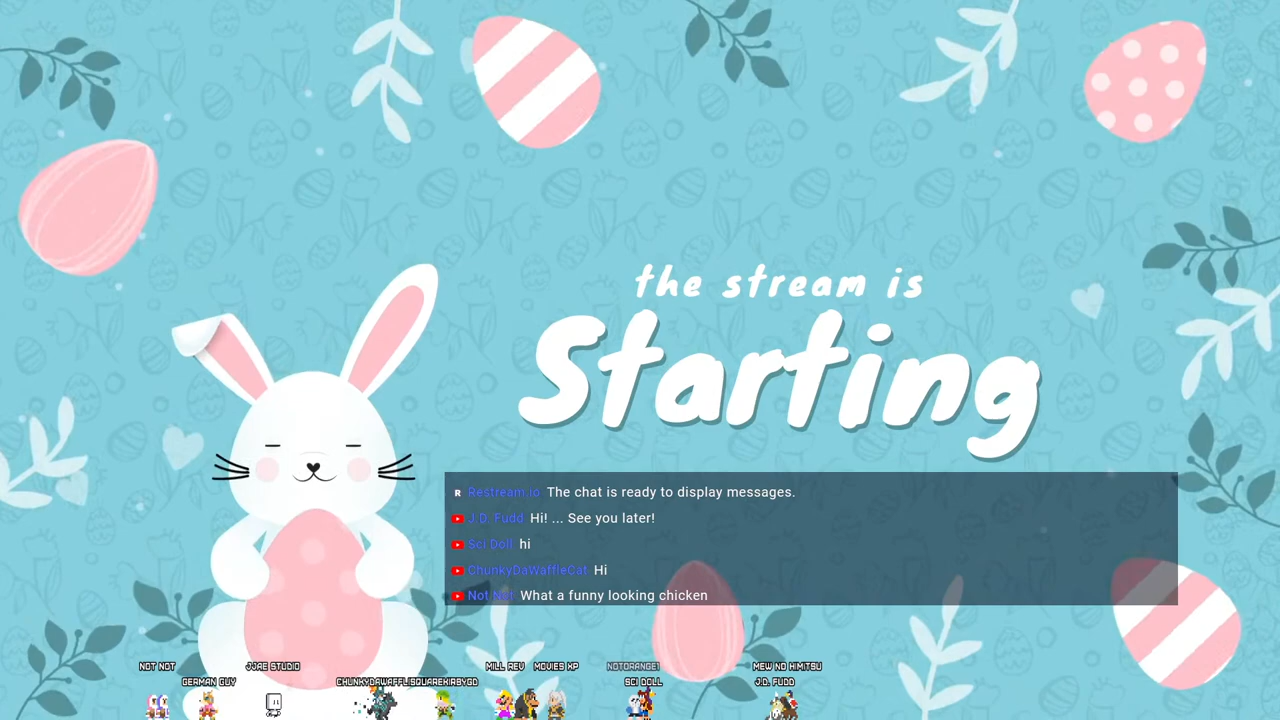 the stream is
Starting
Restream.io The chat is ready to display messages.
J.D. Fudd Hi! ... See you later!
Sci Doll hi
ChunkyDaWaffleCat Hi
Not Not What a funny looking chicken
NOT NOT
JJAE STUDIO
MILL REV
MOVIES XP
NOTORANGE1
MEW NO HIMITSU
GERMAN GUY
SCI DOLL
J.D. FUDD